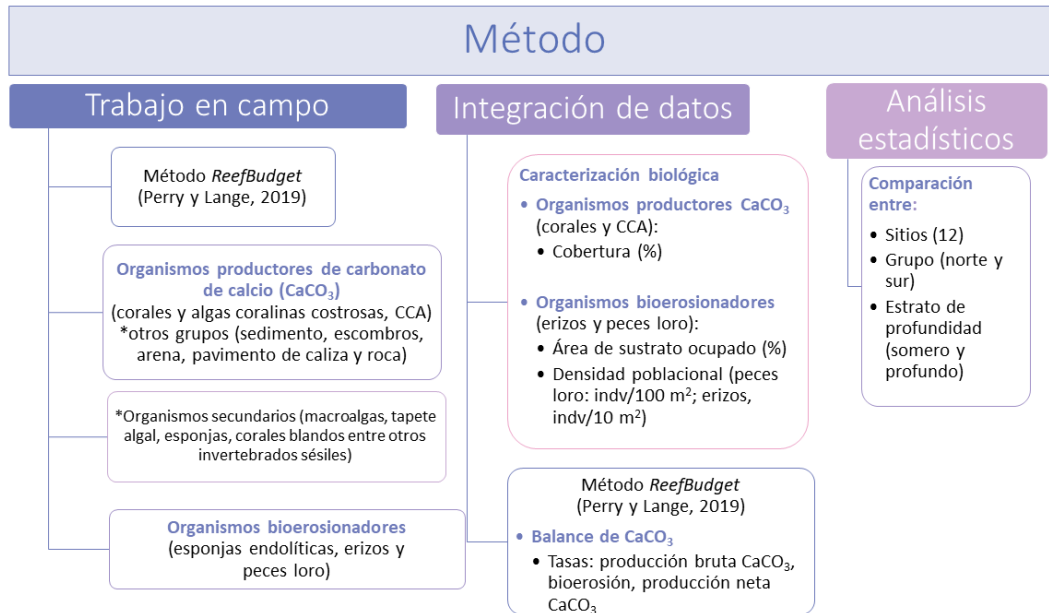 Método
Trabajo en campo
Método ReefBudget
(Perry y Lange, 2019)
Organismos productores de carbonato
de calcio (CaCO₃)
(corales y algas coralinas costrosas, CCA)
*otros grupos (sedimento, escombros,
arena, pavimento de caliza y roca)
*Organismos secundarios (macroalgas, tapete
algal, esponjas, corales blandos entre otros
invertebrados sésiles)
Organismos bioerosionadores
(esponjas endolíticas, erizos y
peces loro)
Integración de datos
Caracterización biológica
• Organismos productores CaCO₃
(corales y CCA):
• Cobertura (%)
• Organismos bioerosionadores
(erizos y peces loro):
• Área de sustrato ocupado (%)
• Densidad poblacional (peces
loro: indv/100 m²; erizos,
indv/10 m²)
Método ReefBudget
(Perry y Lange, 2019)
• Balance de CaCO₃
• Tasas: producción bruta CaCO₃,
bioerosión, producción neta
CaCO₃
Análisis
estadísticos
Comparación
entre:
• Sitios (12)
• Grupo (norte y
sur)
• Estrato de
profundidad
(somero y
profundo)